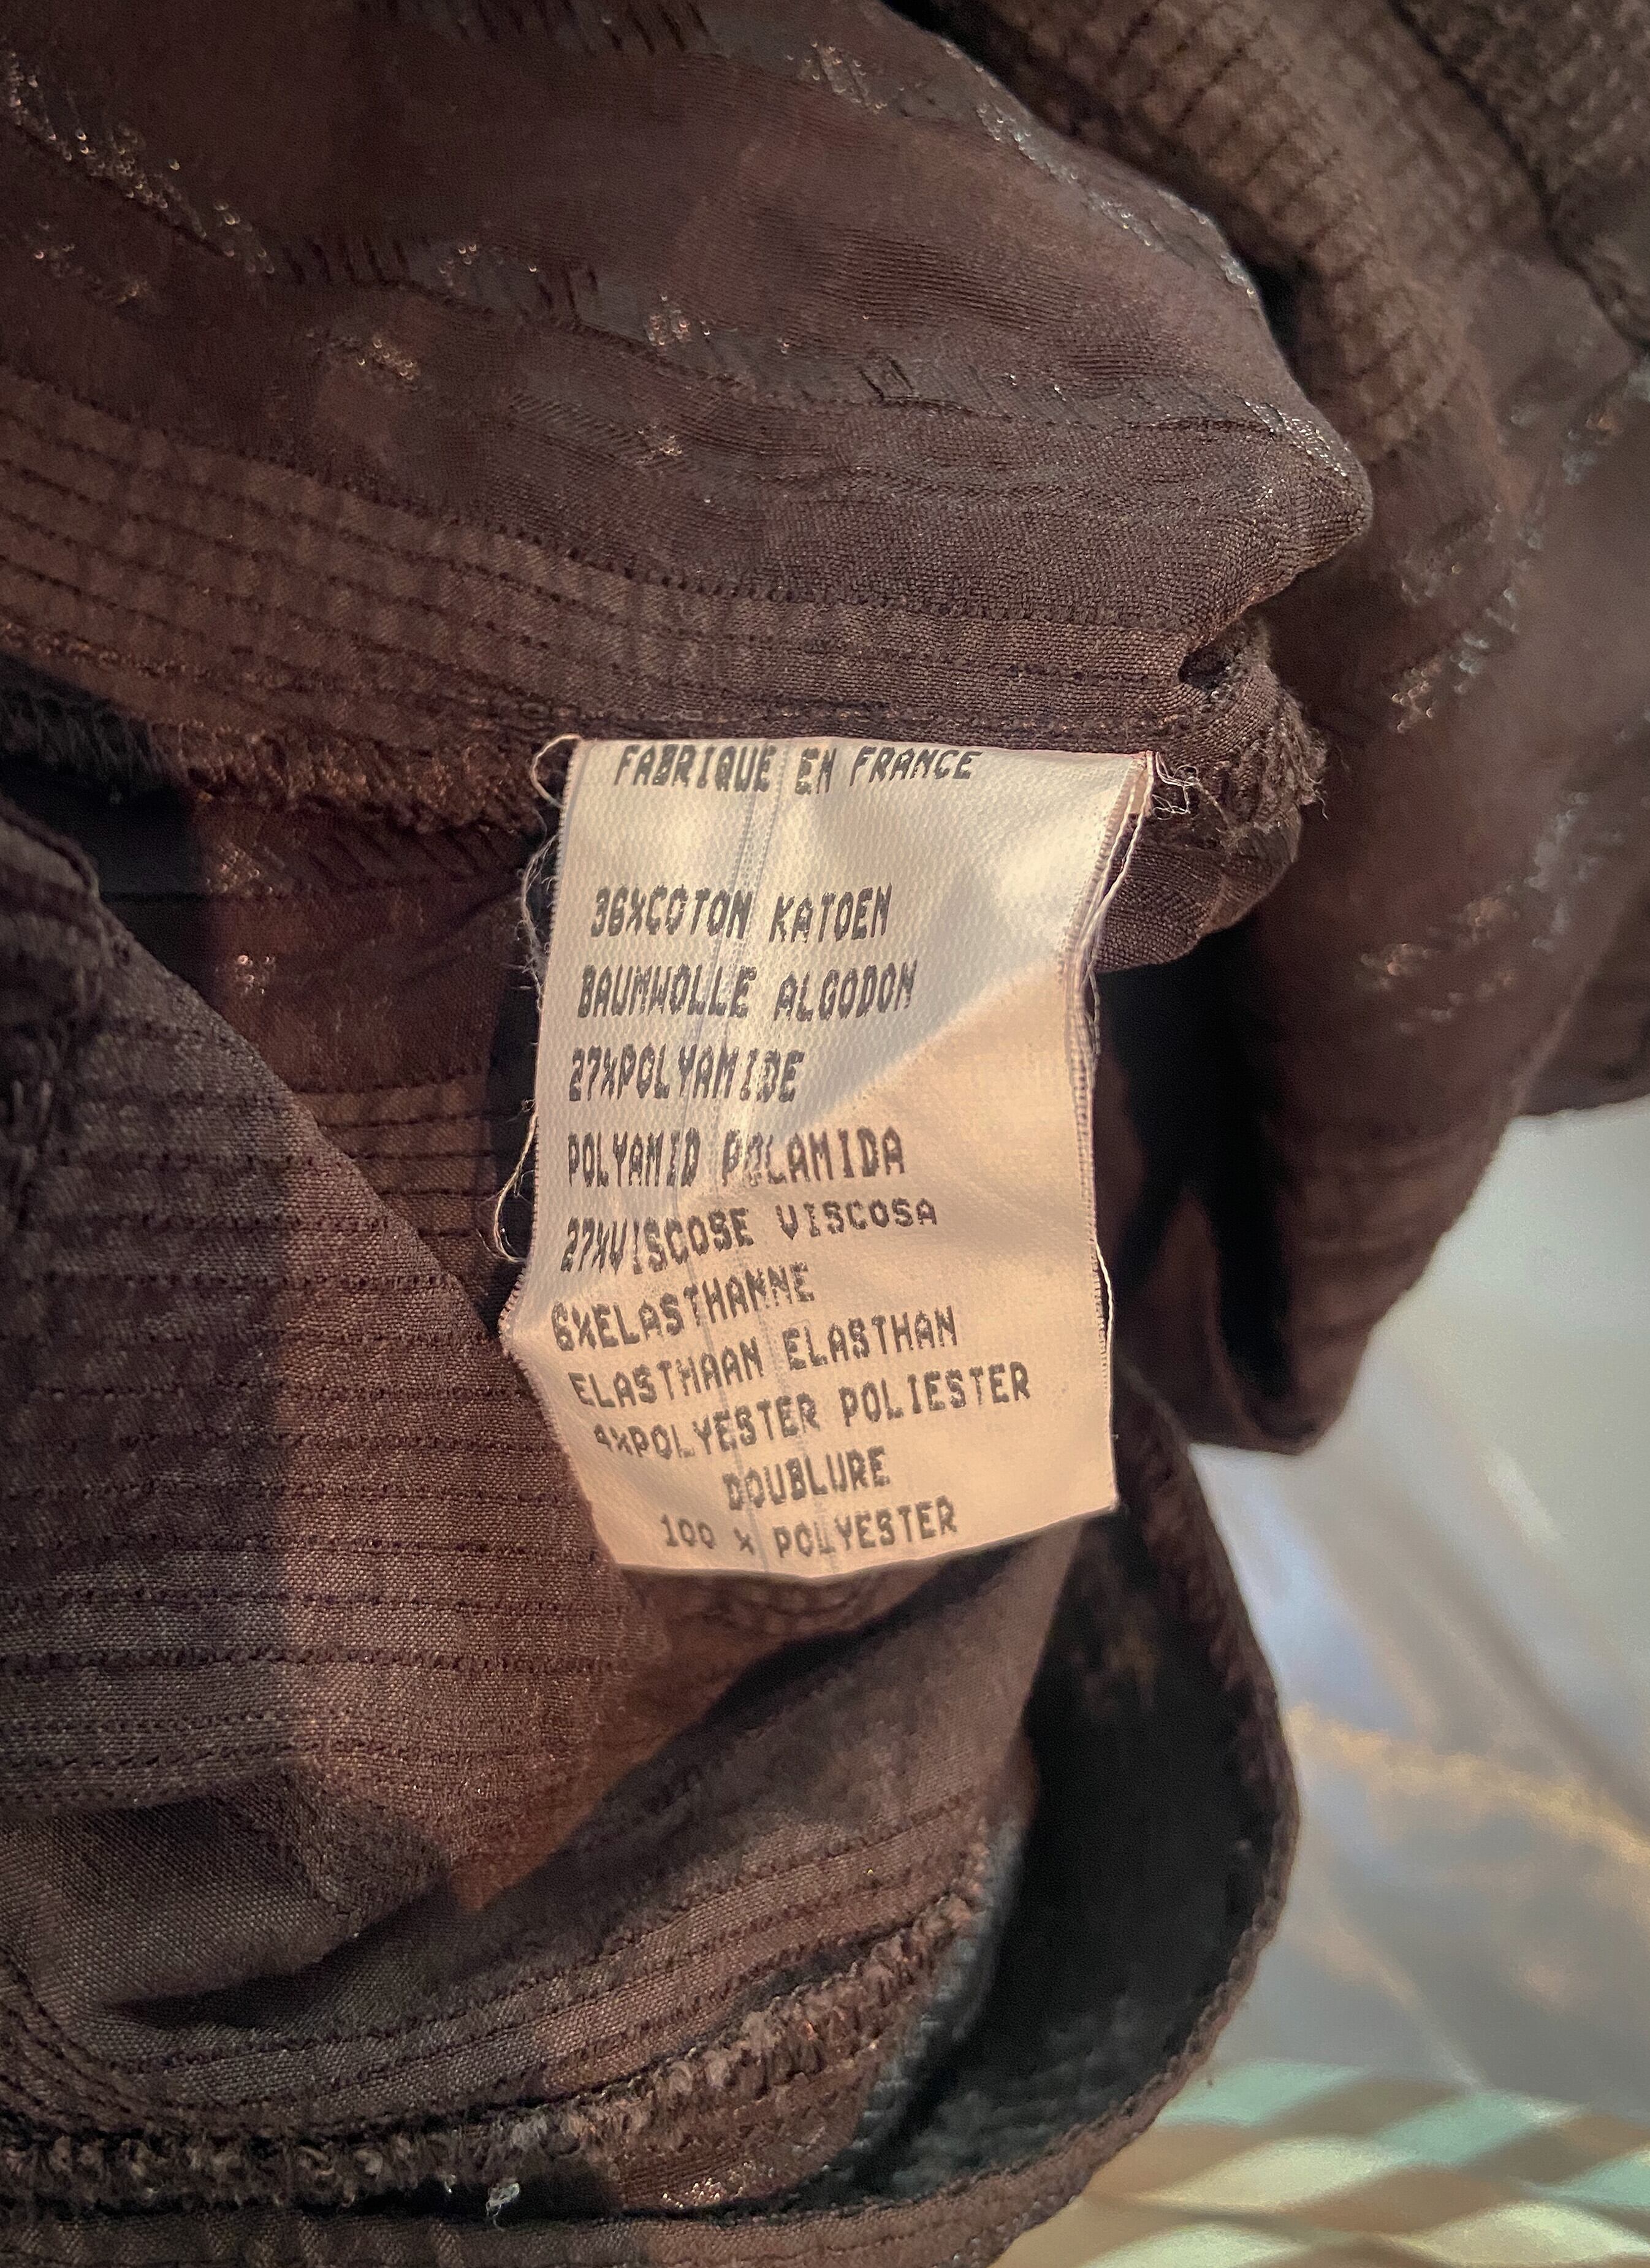 FABRIQUE EN FRANCE
36%COTON KATOEN
BAUMWOLLE ALGODON
27%POLYAMIDE
POLYAMID POLAMIDA
27%VISCOSE VISCOSA
6%ELASTHANNE
ELASTHAAN ELASTHAN
4%POLYESTER POLIESTER
DOUBLURE
100 % POLYESTER